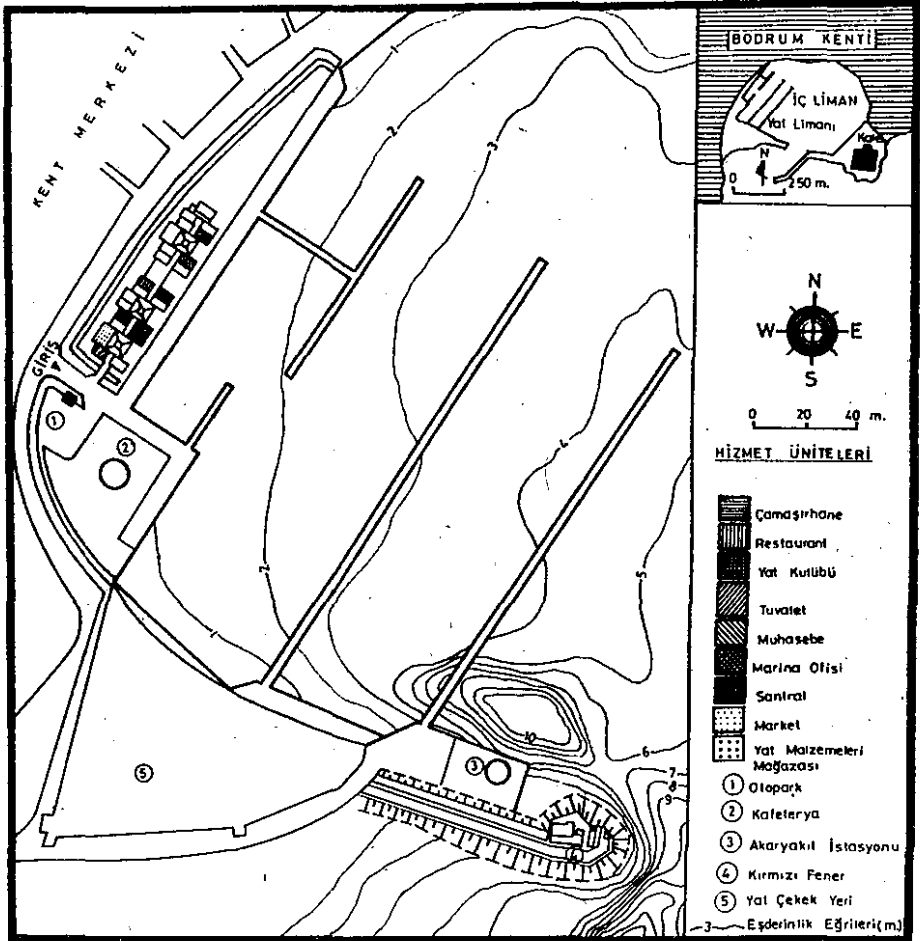 KENT MERKEZİ
GİRİŞ
1
2
3
4
5
1
2
3
2
1
4
5
10
6
7
8
9
BODRUM KENTİ
İÇ LİMAN
Yat Limanı
Kale
N
0 250 m.
N
W E
S
0 20 40 m.
HİZMET ÜNİTELERİ
Çamaşırhane
Restaurant
Yat Kulübü
Tuvalet
Muhasebe
Marina Ofisi
Santral
Market
Yat Malzemeleri
Mağazası
1 Otopark
2 Kafeterya
3 Akaryakıt İstasyonu
4 Kırmızı Fener
5 Yat Çekek Yeri
3 Eşderinlik Eğrileri(m)